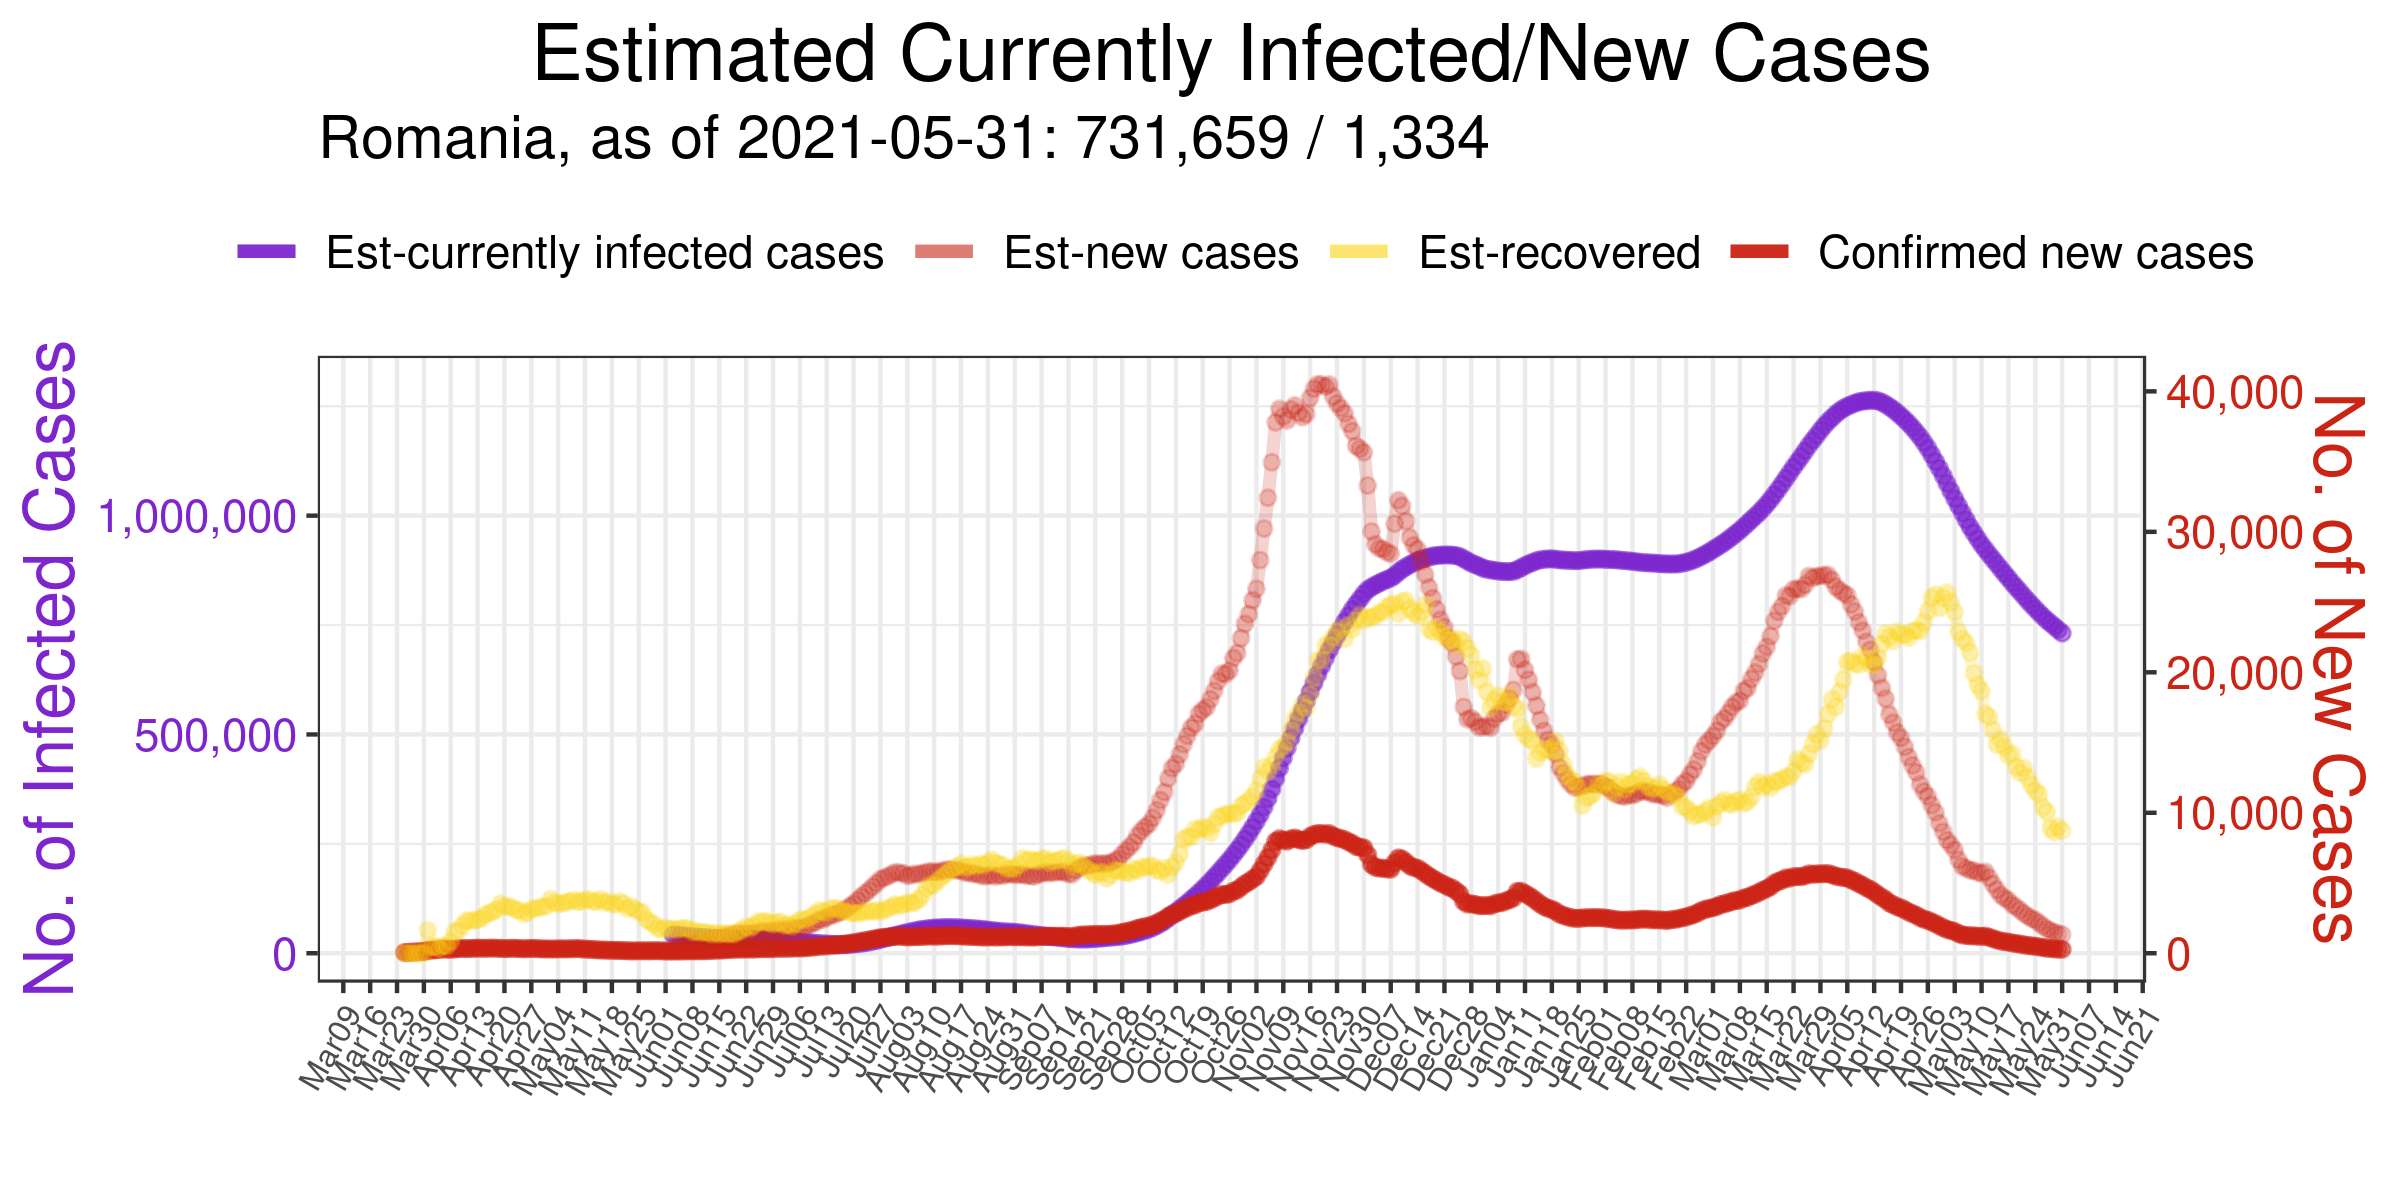 Estimated Currently Infected/New Cases
Romania, as of 2021-05-31: 731,659 / 1,334
Est-currently infected cases Est-new cases Est-recovered Confirmed new cases
No. of Infected Cases
1,000,000
500,000
0
40,000
30,000
20,000
10,000
0
No. of New Cases
Mar09
Mar16
Mar23
Mar30
Apr06
Apr13
Apr20
Apr27
May04
May11
May18
May25
Jun01
Jun08
Jun15
Jun22
Jun29
Jul06
Jul13
Jul20
Jul27
Aug03
Aug10
Aug17
Aug24
Aug31
Sep07
Sep14
Sep21
Sep28
Oct05
Oct12
Oct19
Oct26
Nov02
Nov09
Nov16
Nov23
Nov30
Dec07
Dec14
Dec21
Dec28
Jan04
Jan11
Jan18
Jan25
Feb01
Feb08
Feb15
Feb22
Mar01
Mar08
Mar15
Mar22
Mar29
Apr05
Apr12
Apr19
Apr26
May03
May10
May17
May24
May31
Jun07
Jun14
Jun21